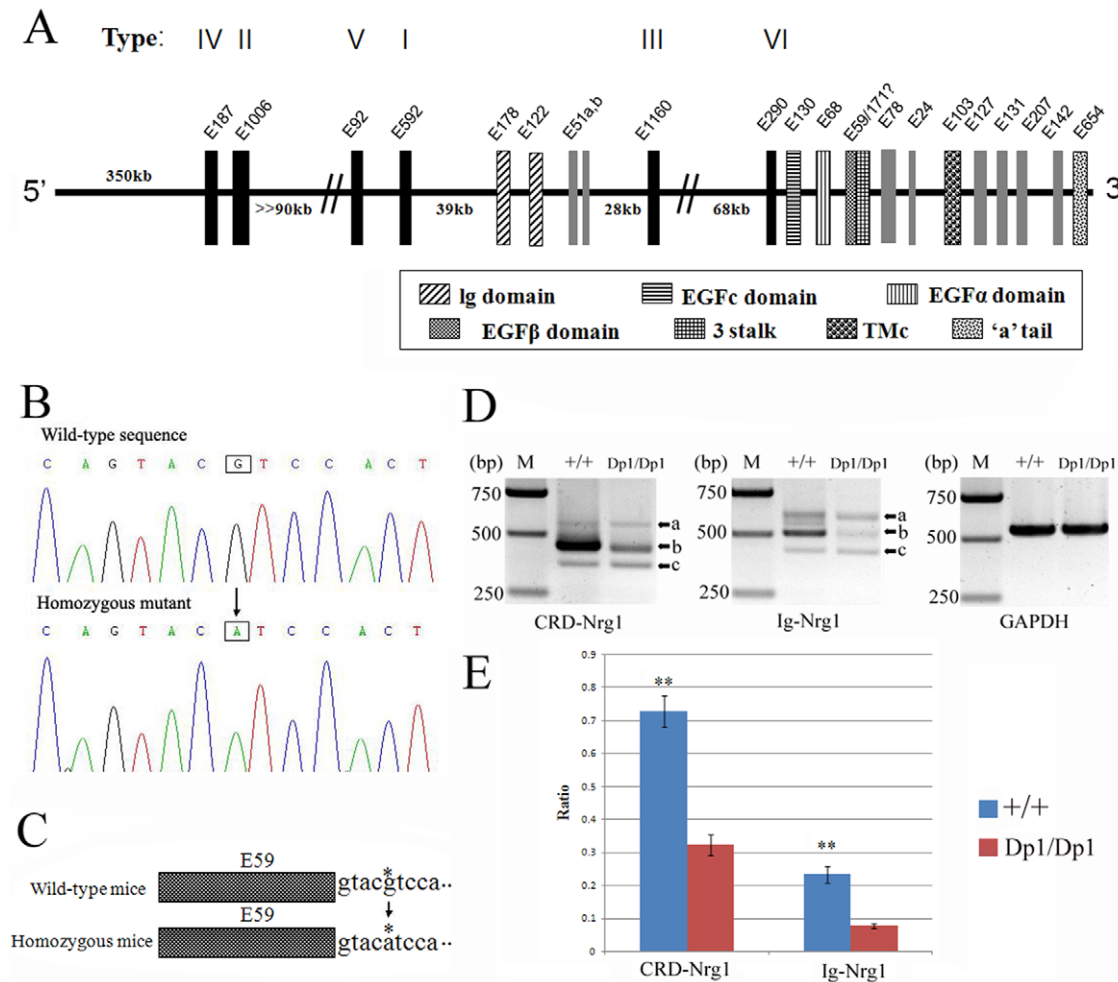 A
Type: IV II V I III VI
E187 E1006 E92 E592 E178 E122 E51a,b E1160 E290 E130 E68 E59/171? E78 E24 E103 E127 E131 E207 E142 E654
5' 350kb >>90kb 39kb 28kb 68kb 3
Ig domain EGFc domain EGFα domain
EGFβ domain 3 stalk TMc 'a' tail
B
Wild-type sequence
C A G T A C G T C C A C T
Homozygous mutant
C A G T A C A T C C A C T
C
E59
Wild-type mice gtacgtcca··
*
E59
Homozygous mice gtacatcca··
*
D
(bp) M +/+ Dp1/Dp1
750
500
250
a
b
c
CRD-Nrg1
(bp) M +/+ Dp1/Dp1
750
500
250
a
b
c
Ig-Nrg1
(bp) M +/+ Dp1/Dp1
750
500
250
GAPDH
E
Ratio
0.9
0.8
0.7
0.6
0.5
0.4
0.3
0.2
0.1
0
**
**
CRD-Nrg1 Ig-Nrg1
+/+
Dp1/Dp1